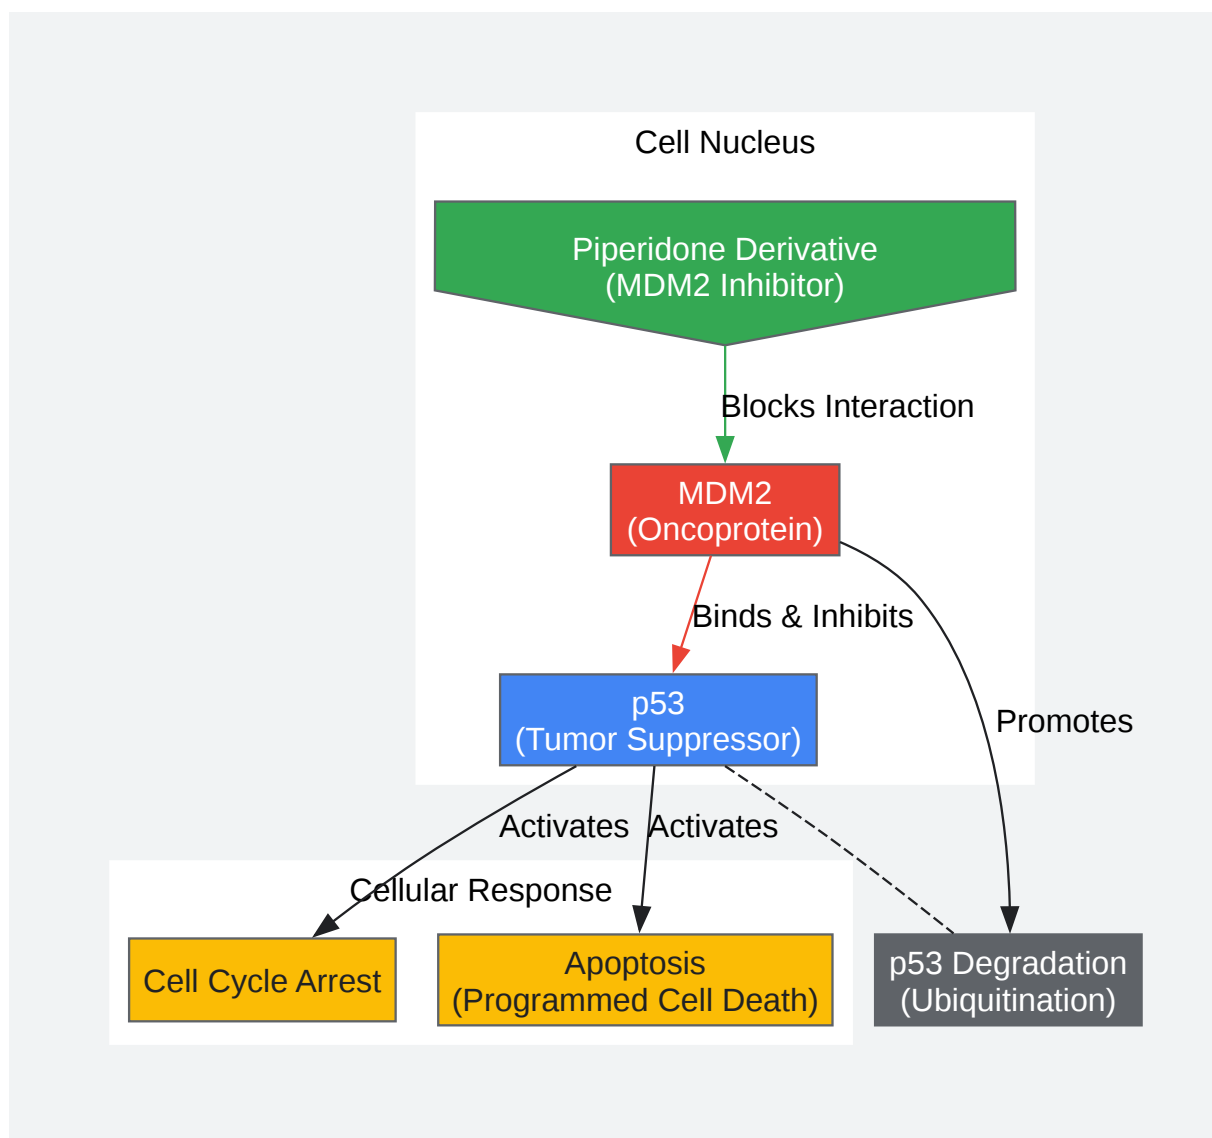 Cell Nucleus
Piperidone Derivative
(MDM2 Inhibitor)
Blocks Interaction
MDM2
(Oncoprotein)
Binds & Inhibits
p53
(Tumor Suppressor)
Promotes
Activates
Activates
Cellular Response
Cell Cycle Arrest
Apoptosis
(Programmed Cell Death)
p53 Degradation
(Ubiquitination)